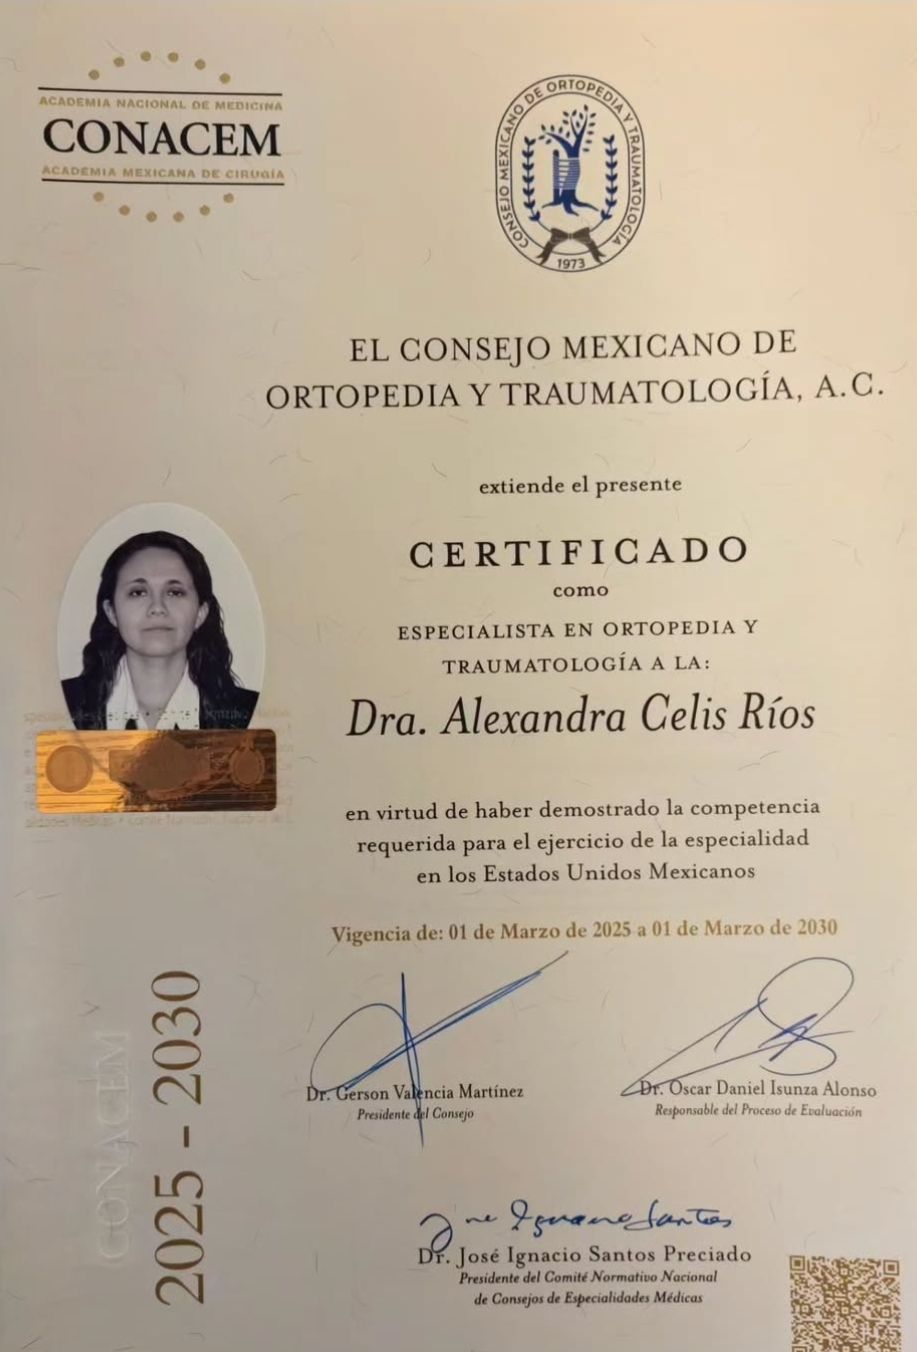 ACADEMIA NACIONAL DE MEDICINA
CONACEM
ACADEMIA MEXICANA DE CIRUGÍA
CONSEJO MEXICANO DE ORTOPEDIA Y TRAUMATOLOGÍA
1973
EL CONSEJO MEXICANO DE
ORTOPEDIA Y TRAUMATOLOGÍA, A.C.
extiende el presente
CERTIFICADO
como
ESPECIALISTA EN ORTOPEDIA Y
TRAUMATOLOGÍA A LA:
Dra. Alexandra Celis Ríos
en virtud de haber demostrado la competencia
requerida para el ejercicio de la especialidad
en los Estados Unidos Mexicanos
Vigencia de: 01 de Marzo de 2025 a 01 de Marzo de 2030
CONACEM
2025 - 2030
Dr. Gerson Valencia Martínez
Presidente del Consejo
Dr. Oscar Daniel Isunza Alonso
Responsable del Proceso de Evaluación
Jose Ignacio Santos
Dr. José Ignacio Santos Preciado
Presidente del Comité Normativo Nacional
de Consejos de Especialidades Médicas